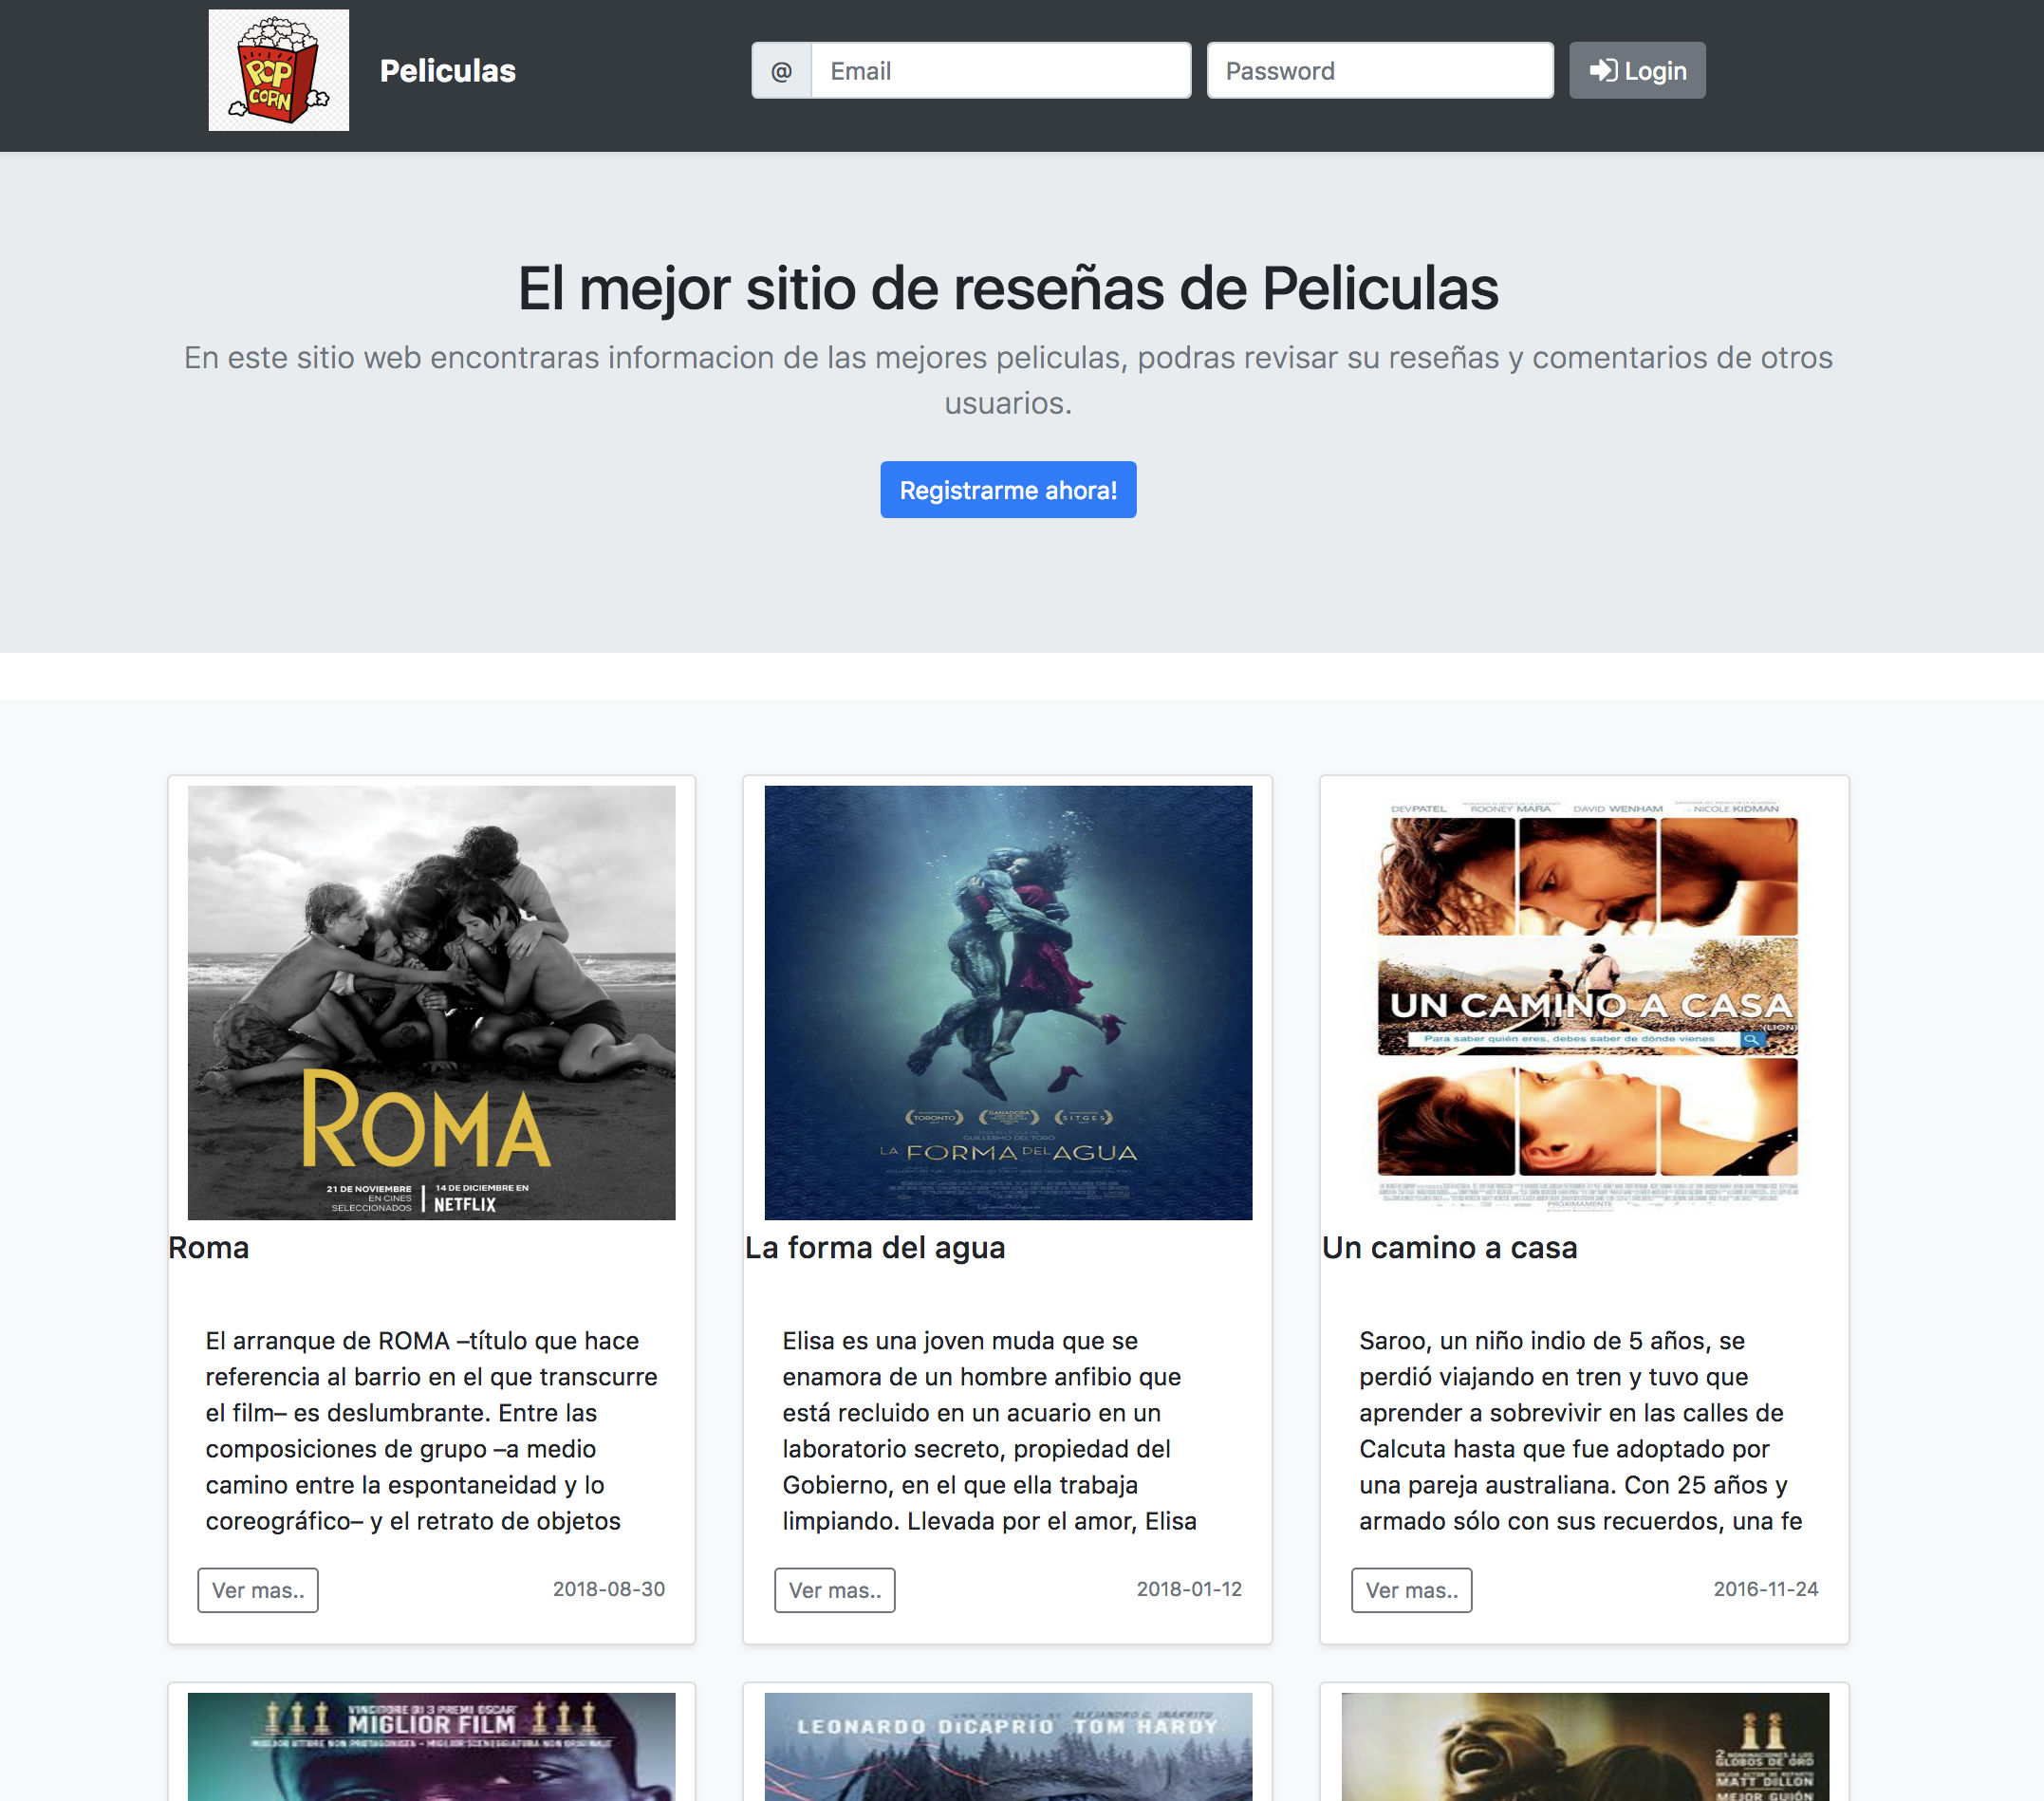 POP
CORN
Peliculas
@ Email
Password
Login
El mejor sitio de reseñas de Peliculas
En este sitio web encontraras informacion de las mejores peliculas, podras revisar su reseñas y comentarios de otros
usuarios.
Registrarme ahora!
ROMA
21 DE NOVIEMBRE
EN CINES
SELECCIONADOS
14 DE DICIEMBRE EN
NETFLIX
Roma
El arranque de ROMA –título que hace
referencia al barrio en el que transcurre
el film– es deslumbrante. Entre las
composiciones de grupo –a medio
camino entre la espontaneidad y lo
coreográfico– y el retrato de objetos
Ver mas..
2018-08-30
TORONTO
GANADORA
SITGES
UNA PELÍCULA DE
GUILLERMO DEL TORO
LA FORMA DEL AGUA
La forma del agua
Elisa es una joven muda que se
enamora de un hombre anfibio que
está recluido en un acuario en un
laboratorio secreto, propiedad del
Gobierno, en el que ella trabaja
limpiando. Llevada por el amor, Elisa
Ver mas..
2018-01-12
DEV PATEL
ROONEY MARA
DAVID WENHAM
NICOLE KIDMAN
UN CAMINO A CASA
(LION)
Para saber quién eres, debes saber de dónde vienes
PRÓXIMAMENTE
Un camino a casa
Saroo, un niño indio de 5 años, se
perdió viajando en tren y tuvo que
aprender a sobrevivir en las calles de
Calcuta hasta que fue adoptado por
una pareja australiana. Con 25 años y
armado sólo con sus recuerdos, una fe
Ver mas..
2016-11-24
VINCITORE DI 3 PREMI OSCAR
MIGLIOR FILM
MIGLIOR ATTORE NON PROTAGONISTA - MIGLIOR SCENEGGIATURA NON ORIGINALE
UNA PELÍCULA DE ALEJANDRO G. IÑÁRRITU
LEONARDO DiCAPRIO TOM HARDY
2 NOMINACIONES A LOS
GLOBOS DE ORO
MEJOR ACTOR DE REPARTO
MATT DILLON
MEJOR GUIÓN